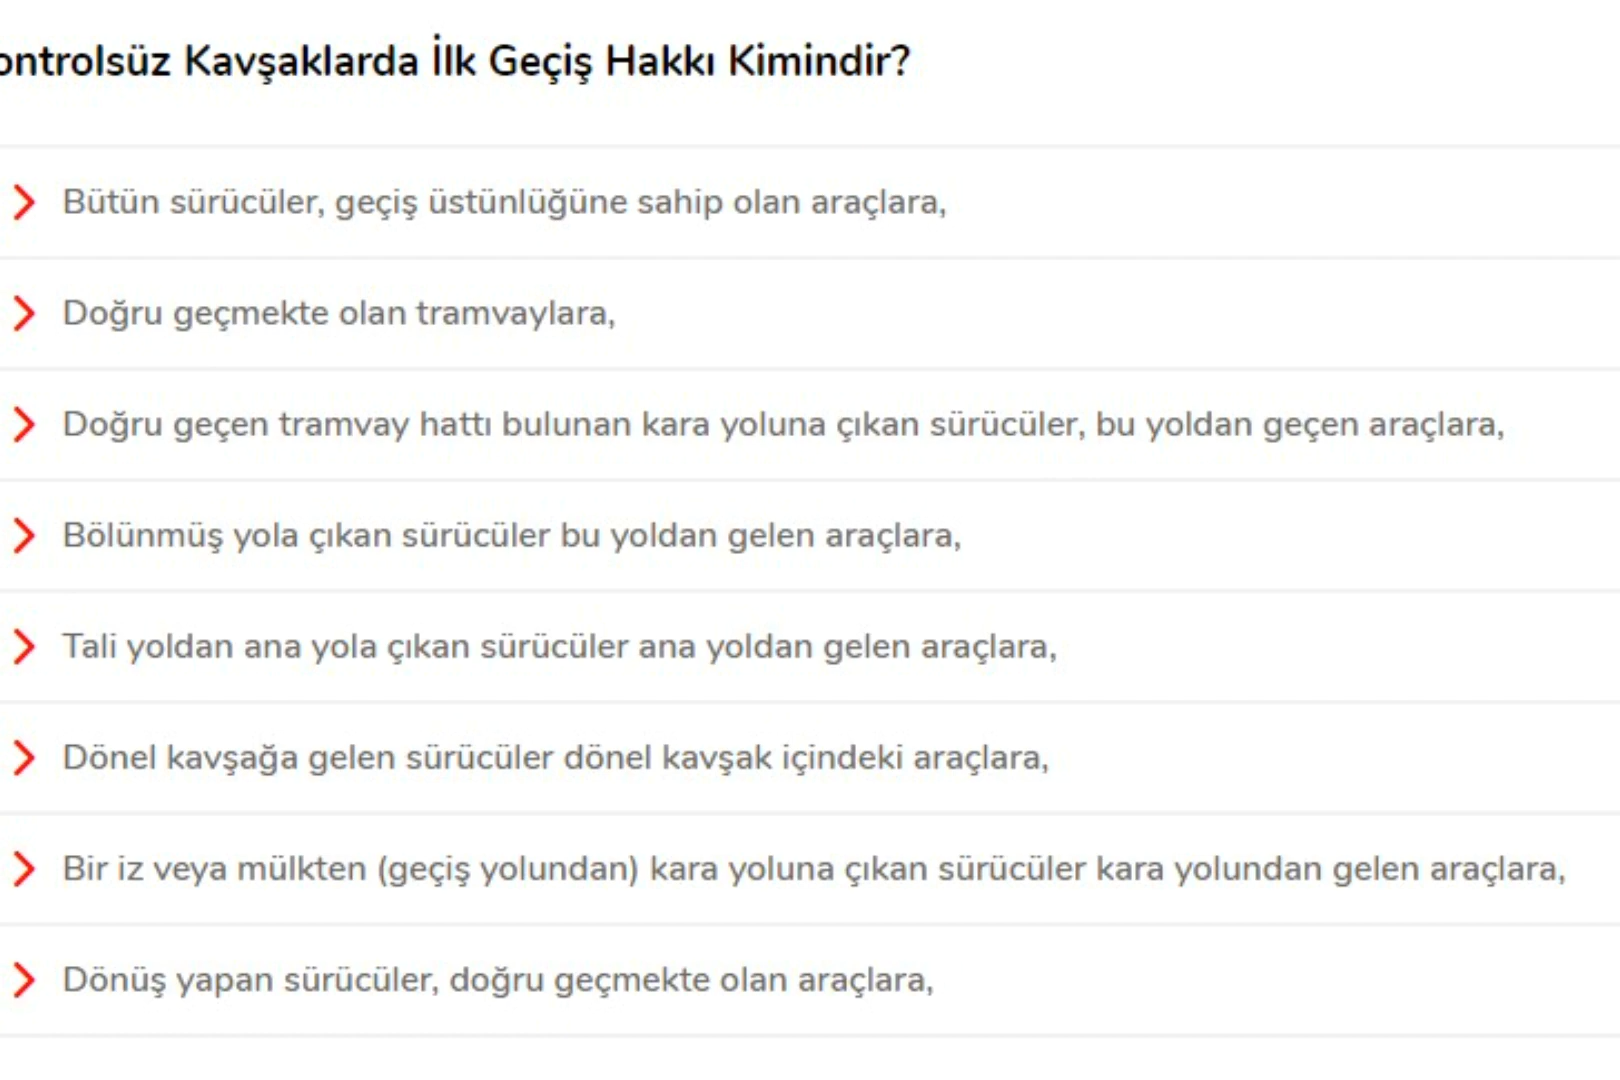 ontrolsüz Kavşaklarda İlk Geçiş Hakkı Kimindir?
Bütün sürücüler, geçiş üstünlüğüne sahip olan araçlara,
Doğru geçmekte olan tramvaylara,
Doğru geçen tramvay hattı bulunan kara yoluna çıkan sürücüler, bu yoldan geçen araçlara,
Bölünmüş yola çıkan sürücüler bu yoldan gelen araçlara,
Tali yoldan ana yola çıkan sürücüler ana yoldan gelen araçlara,
Dönel kavşağa gelen sürücüler dönel kavşak içindeki araçlara,
Bir iz veya mülkten (geçiş yolundan) kara yoluna çıkan sürücüler kara yolundan gelen araçlara,
Dönüş yapan sürücüler, doğru geçmekte olan araçlara,